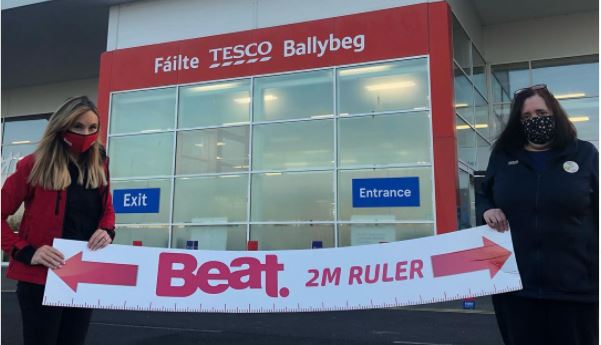 Fáilte TESCO Ballybeg
Exit
Entrance
Beat. 2M RULER